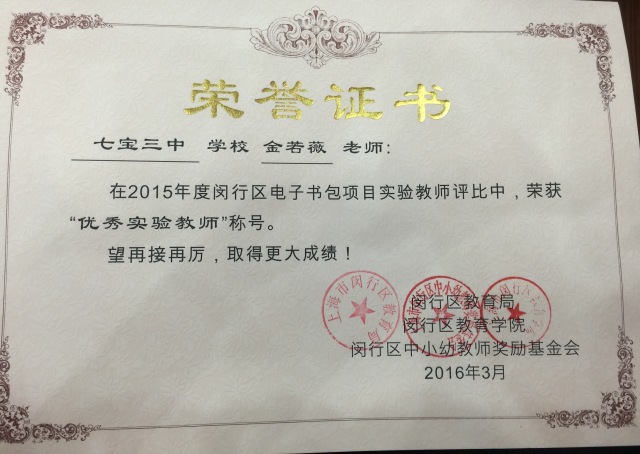 荣誉证书
七宝三中 学校 金若薇 老师：
在2015年度闵行区电子书包项目实验教师评比中，荣获
“优秀实验教师”称号。
望再接再厉，取得更大成绩！
上海市闵行区教育局
闵行区教育局
闵行区教育学院
闵行区中小幼教师奖励基金会
2016年3月